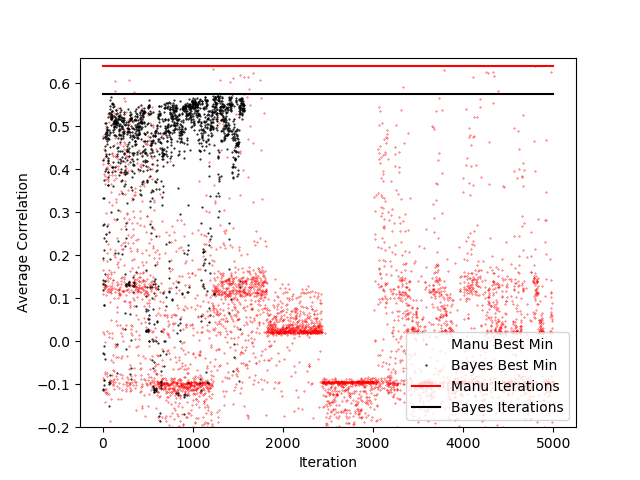 0.6
0.5
0.4
0.3
0.2
0.1
0.0
−0.1
−0.2
Average Correlation
Manu Best Min
Bayes Best Min
Manu Iterations
Bayes Iterations
0 1000 2000 3000 4000 5000
Iteration